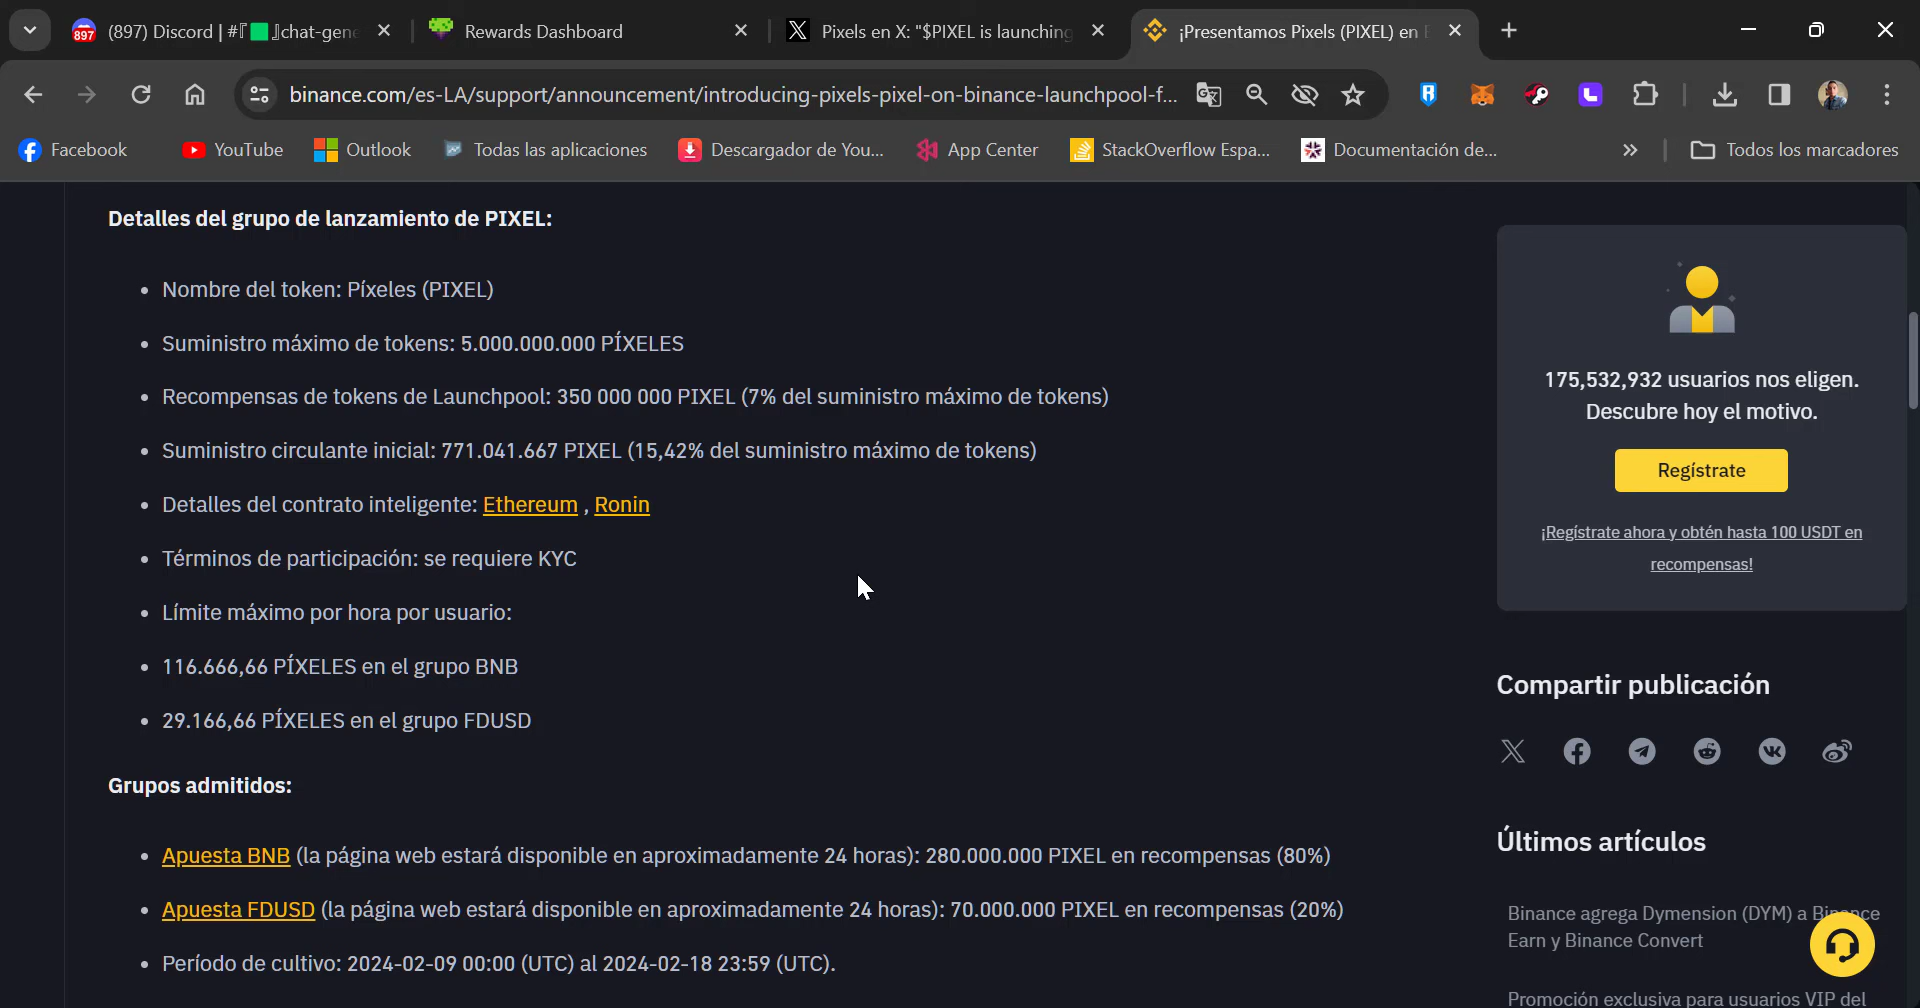 897
(897) Discord | #『🟩』chat-gene
Rewards Dashboard
Pixels en X: "$PIXEL is launching
¡Presentamos Pixels (PIXEL) en B
binance.com/es-LA/support/announcement/introducing-pixels-pixel-on-binance-launchpool-f...
Facebook
YouTube
Outlook
Todas las aplicaciones
Descargador de You...
App Center
StackOverflow Espa...
Documentación de...
Todos los marcadores
Detalles del grupo de lanzamiento de PIXEL:
• Nombre del token: Píxeles (PIXEL)
• Suministro máximo de tokens: 5.000.000.000 PÍXELES
• Recompensas de tokens de Launchpool: 350 000 000 PIXEL (7% del suministro máximo de tokens)
• Suministro circulante inicial: 771.041.667 PIXEL (15,42% del suministro máximo de tokens)
• Detalles del contrato inteligente: Ethereum , Ronin
• Términos de participación: se requiere KYC
• Límite máximo por hora por usuario:
• 116.666,66 PÍXELES en el grupo BNB
• 29.166,66 PÍXELES en el grupo FDUSD
Grupos admitidos:
• Apuesta BNB (la página web estará disponible en aproximadamente 24 horas): 280.000.000 PIXEL en recompensas (80%)
• Apuesta FDUSD (la página web estará disponible en aproximadamente 24 horas): 70.000.000 PIXEL en recompensas (20%)
• Período de cultivo: 2024-02-09 00:00 (UTC) al 2024-02-18 23:59 (UTC).
175,532,932 usuarios nos eligen.
Descubre hoy el motivo.
Regístrate
¡Regístrate ahora y obtén hasta 100 USDT en
recompensas!
Compartir publicación
Últimos artículos
Binance agrega Dymension (DYM) a Binance
Earn y Binance Convert
Promoción exclusiva para usuarios VIP del